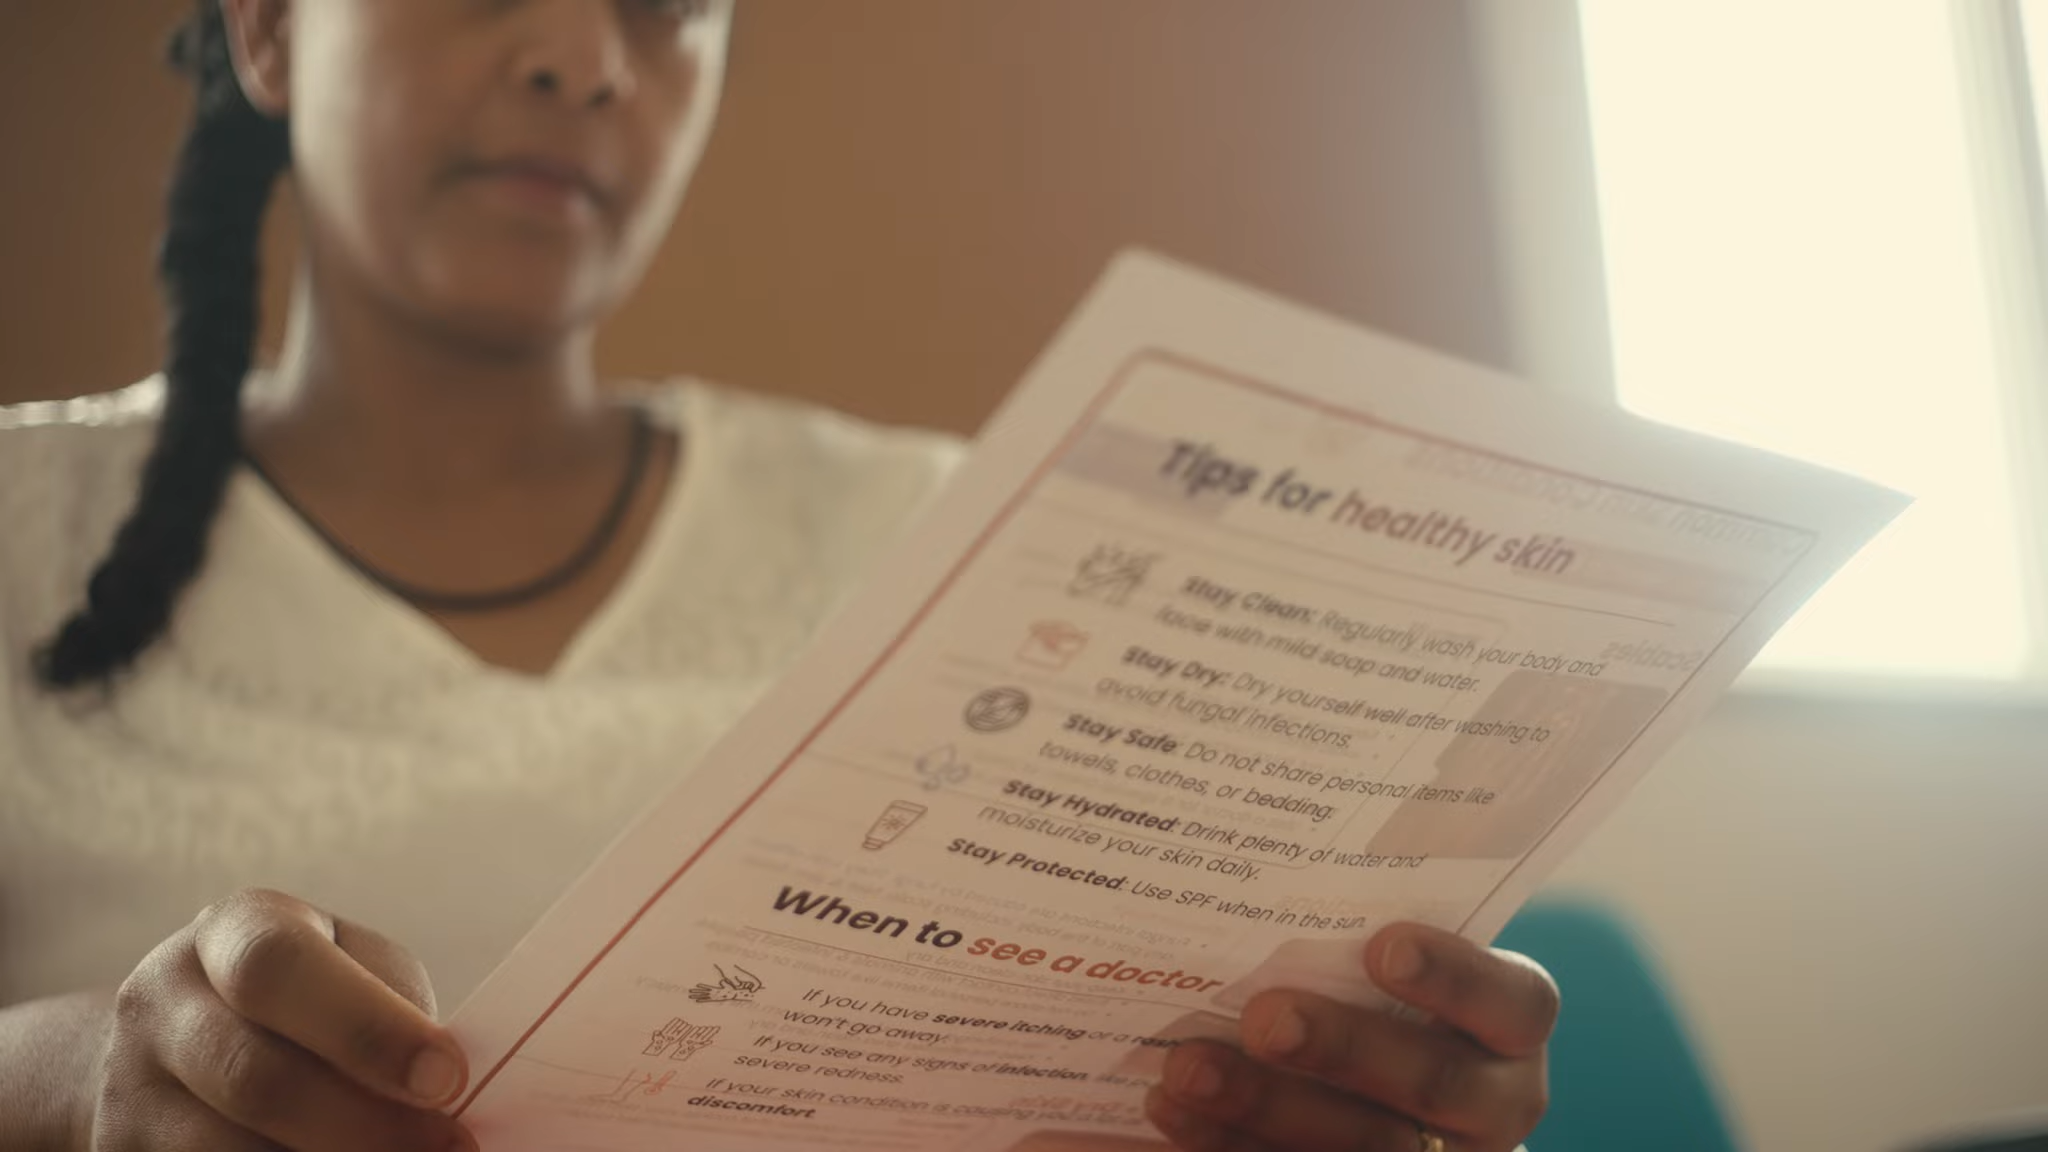 Tips for healthy skin
Stay Clean: Regularly wash your body and
face with mild soap and water.
Stay Dry: Dry yourself well after washing to
avoid fungal infections.
Stay Safe: Do not share personal items like
towels, clothes, or bedding.
Stay Hydrated: Drink plenty of water and
moisturize your skin daily.
Stay Protected: Use SPF when in the sun.
When to see a doctor
If you have severe itching or a rash
won't go away.
If you see any signs of infection, like
severe redness.
If your skin condition is causing you
discomfort.
Scabies